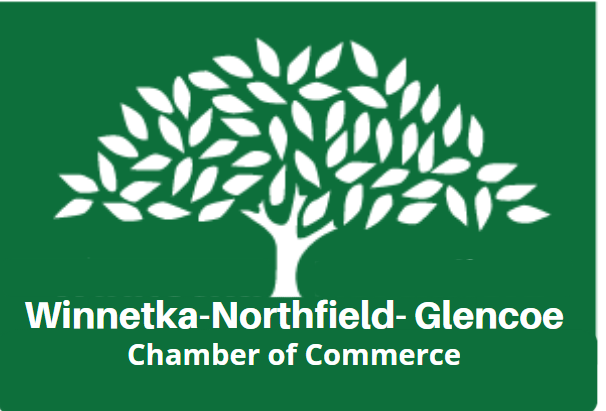 Winnetka-Northfield- Glencoe
Chamber of Commerce